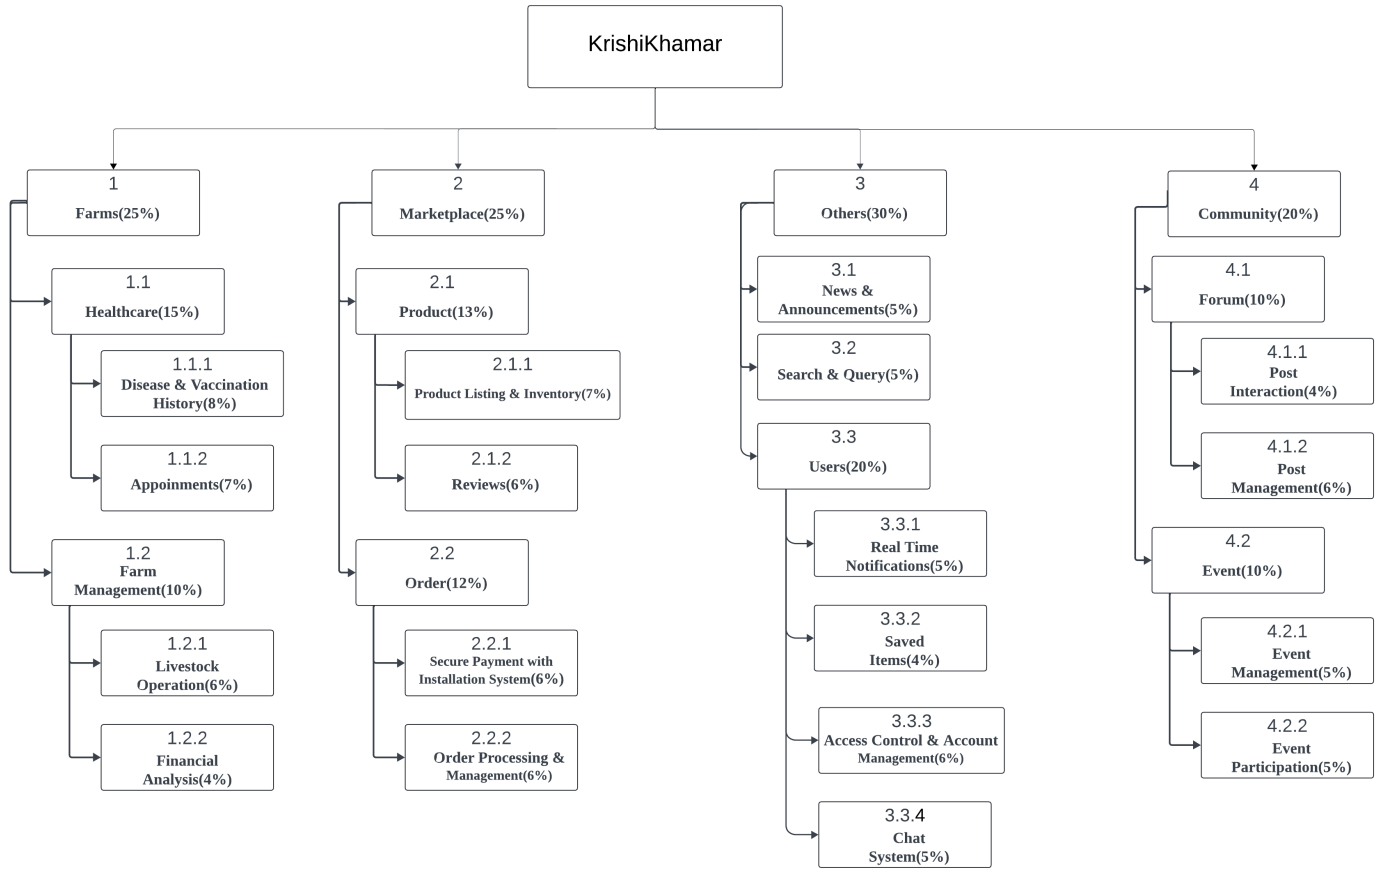 KrishiKhamar
1
Farms(25%)
1.1
Healthcare(15%)
1.1.1
Disease & Vaccination
History(8%)
1.1.2
Appoinments(7%)
1.2
Farm
Management(10%)
1.2.1
Livestock
Operation(6%)
1.2.2
Financial
Analysis(4%)
2
Marketplace(25%)
2.1
Product(13%)
2.1.1
Product Listing & Inventory(7%)
2.1.2
Reviews(6%)
2.2
Order(12%)
2.2.1
Secure Payment with
Installation System(6%)
2.2.2
Order Processing &
Management(6%)
3
Others(30%)
3.1
News &
Announcements(5%)
3.2
Search & Query(5%)
3.3
Users(20%)
3.3.1
Real Time
Notifications(5%)
3.3.2
Saved
Items(4%)
3.3.3
Access Control & Account
Management(6%)
3.3.4
Chat
System(5%)
4
Community(20%)
4.1
Forum(10%)
4.1.1
Post
Interaction(4%)
4.1.2
Post
Management(6%)
4.2
Event(10%)
4.2.1
Event
Management(5%)
4.2.2
Event
Participation(5%)